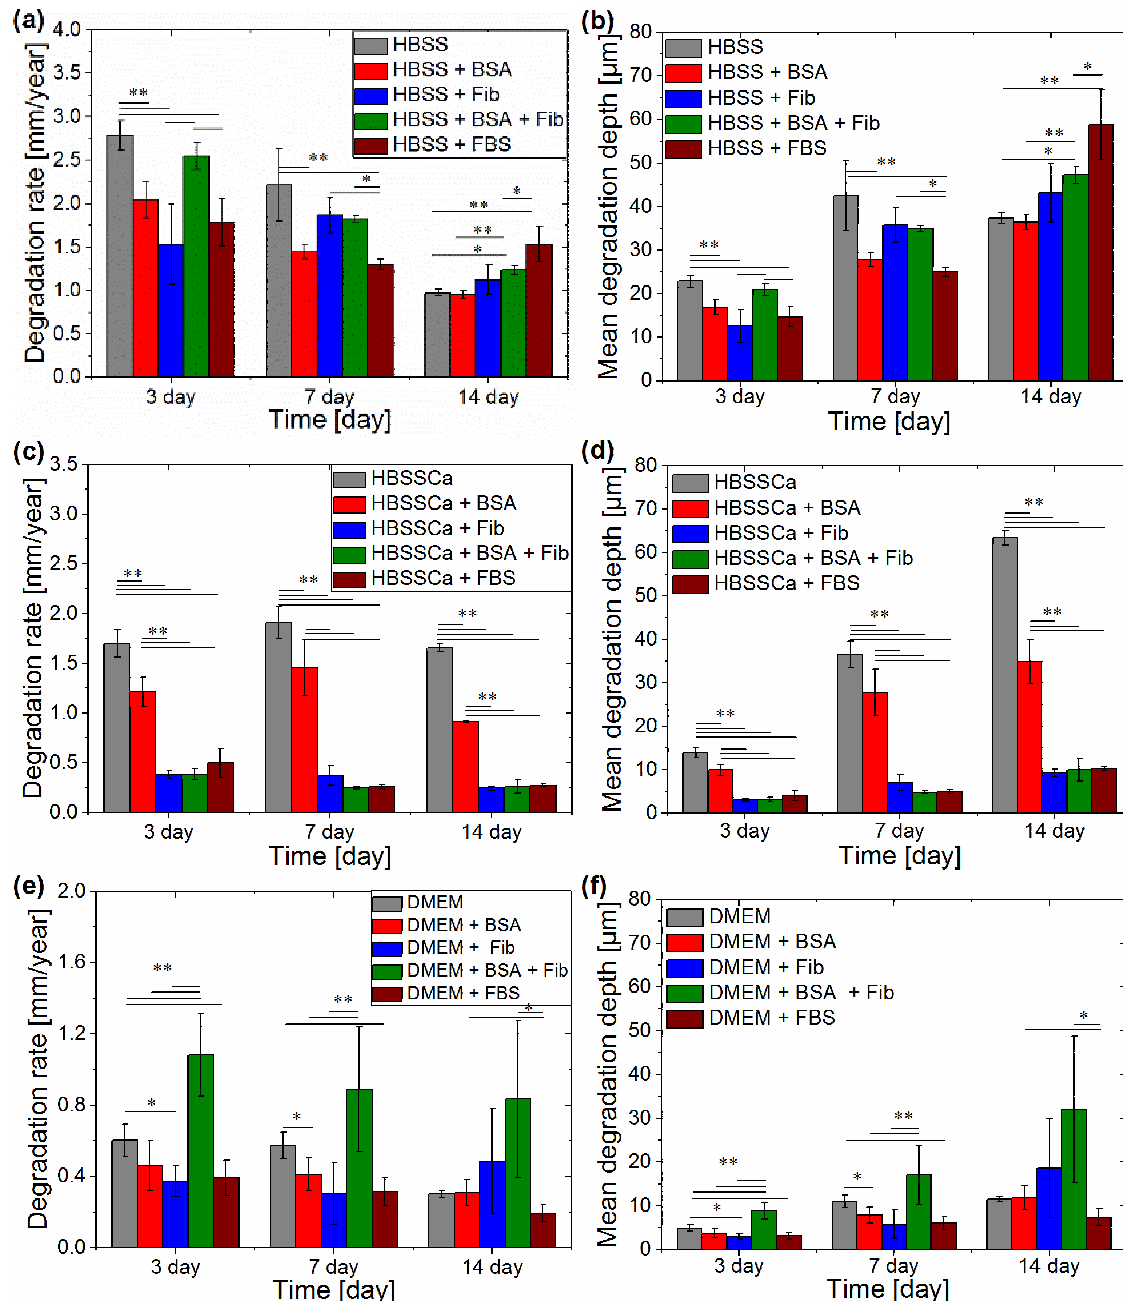 (a)
Degradation rate [mm/year]
4.0
3.5
3.0
2.5
2.0
1.5
1.0
0.5
0.0
HBSS
HBSS + BSA
HBSS + Fib
HBSS + BSA + Fib
HBSS + FBS
**
**
*
*
**
**
*
3 day
7 day
14 day
Time [day]
(b)
Mean degradation depth [µm]
80
70
60
50
40
30
20
10
0
HBSS
HBSS + BSA
HBSS + Fib
HBSS + BSA + Fib
HBSS + FBS
**
**
*
*
**
**
*
3 day
7 day
14 day
Time [day]
(c)
Degradation rate [mm/year]
3.5
3.0
2.5
2.0
1.5
1.0
0.5
0.0
HBSSCa
HBSSCa + BSA
HBSSCa + Fib
HBSSCa + BSA + Fib
HBSSCa + FBS
**
**
**
**
**
3 day
7 day
14 day
Time [day]
(d)
Mean degradation depth [µm]
80
70
60
50
40
30
20
10
0
HBSSCa
HBSSCa + BSA
HBSSCa + Fib
HBSSCa + BSA + Fib
HBSSCa + FBS
**
**
**
**
3 day
7 day
14 day
Time [day]
(e)
Degradation rate [mm/year]
2.0
1.6
1.2
0.8
0.4
0.0
DMEM
DMEM + BSA
DMEM + Fib
DMEM + BSA + Fib
DMEM + FBS
**
*
**
*
*
3 day
7 day
14 day
Time [day]
(f)
Mean degradation depth [µm]
80
70
60
50
40
30
20
10
0
DMEM
DMEM + BSA
DMEM + Fib
DMEM + BSA + Fib
DMEM + FBS
**
*
**
*
*
3 day
7 day
14 day
Time [day]